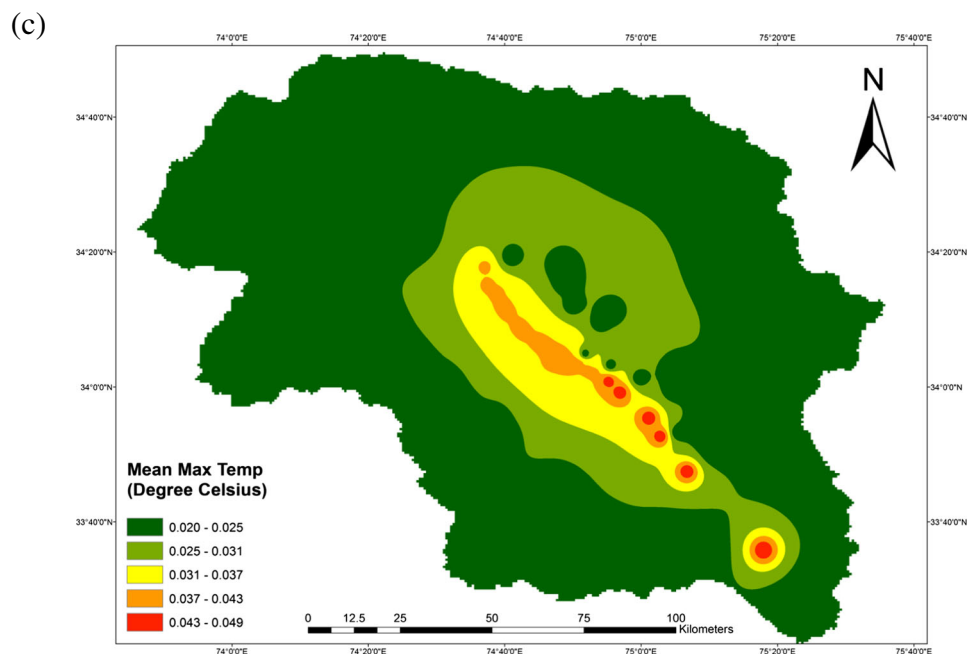 (c)
74°0'0"E 74°20'0"E 74°40'0"E 75°0'0"E 75°20'0"E 75°40'0"E
N
34°40'0"N 34°40'0"N
34°20'0"N 34°20'0"N
34°0'0"N 34°0'0"N
33°40'0"N 33°40'0"N
Mean Max Temp
(Degree Celsius)
0.020 - 0.025
0.025 - 0.031
0.031 - 0.037
0.037 - 0.043
0.043 - 0.049
0 12.5 25 50 75 100
Kilometers
74°0'0"E 74°20'0"E 74°40'0"E 75°0'0"E 75°20'0"E 75°40'0"E